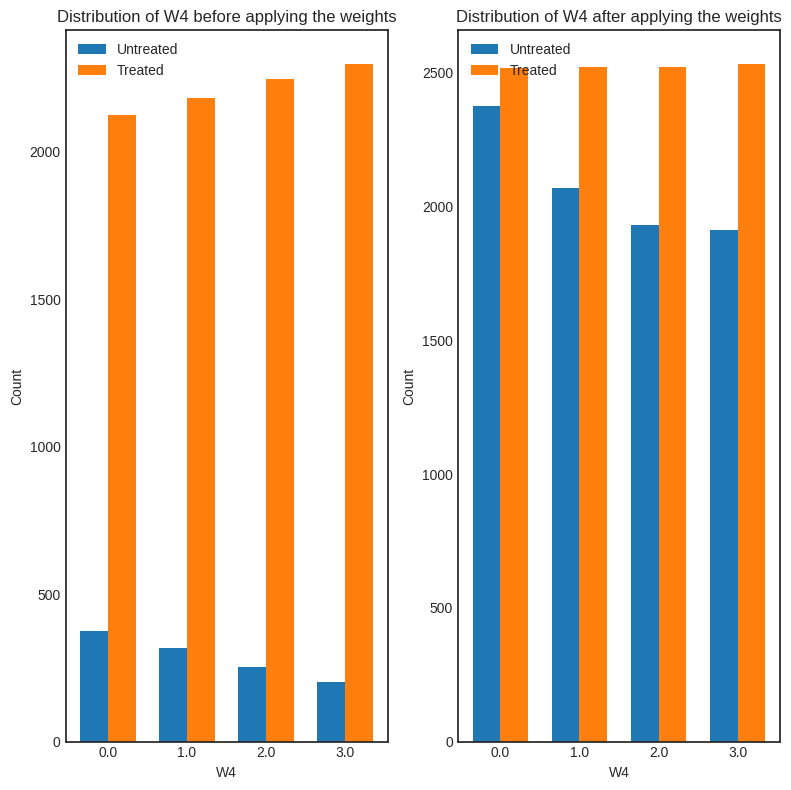 Distribution of W4 before applying the weights
Untreated
Treated
2000
1500
1000
500
0
Count
0.0 1.0 2.0 3.0
W4
Distribution of W4 after applying the weights
Untreated
Treated
2500
2000
1500
1000
500
0
Count
0.0 1.0 2.0 3.0
W4